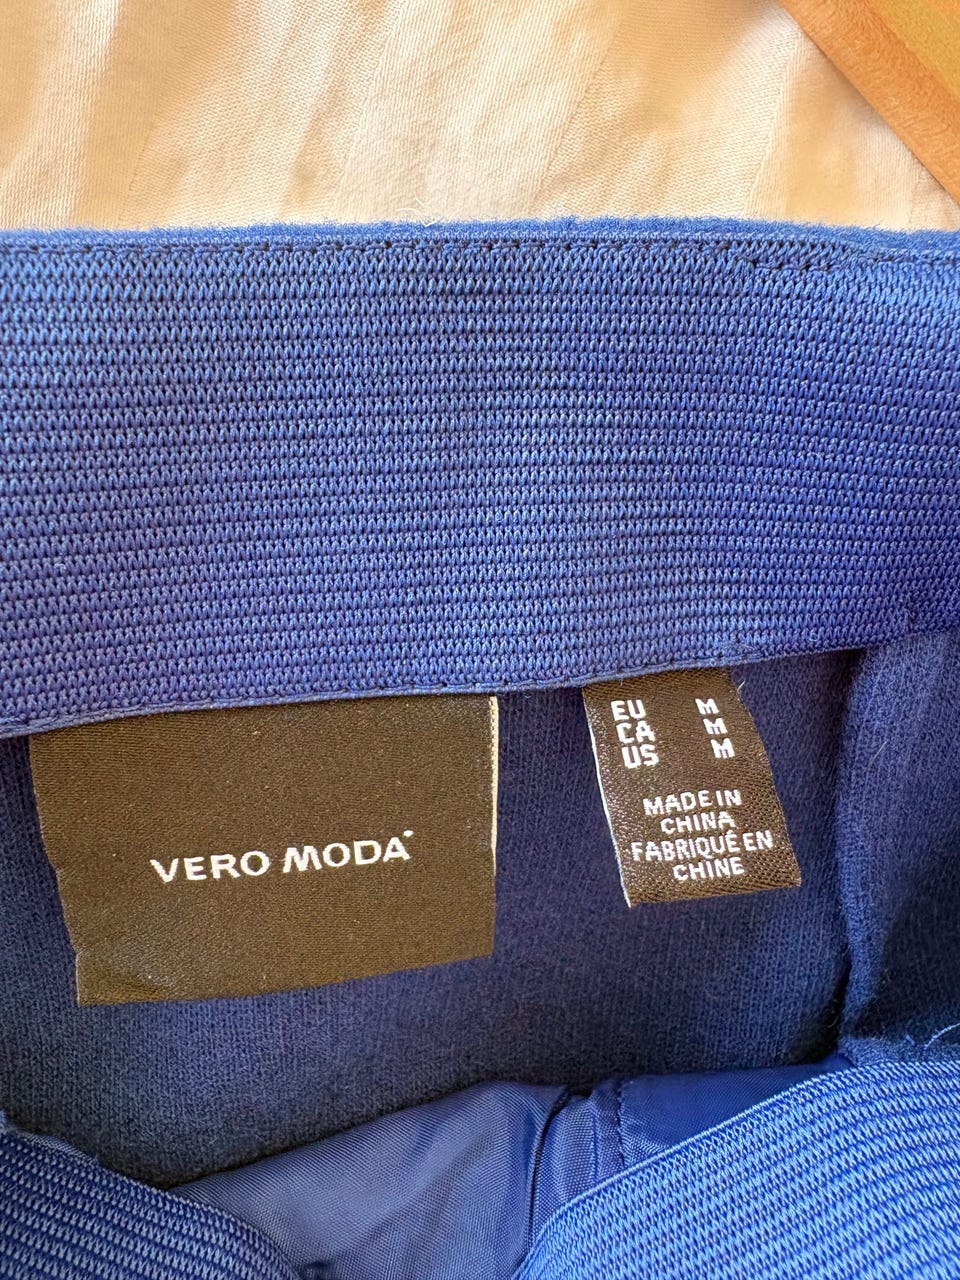 VERO MODA
EU M
CA M
US M
MADE IN
CHINA
FABRIQUÉ EN
CHINE